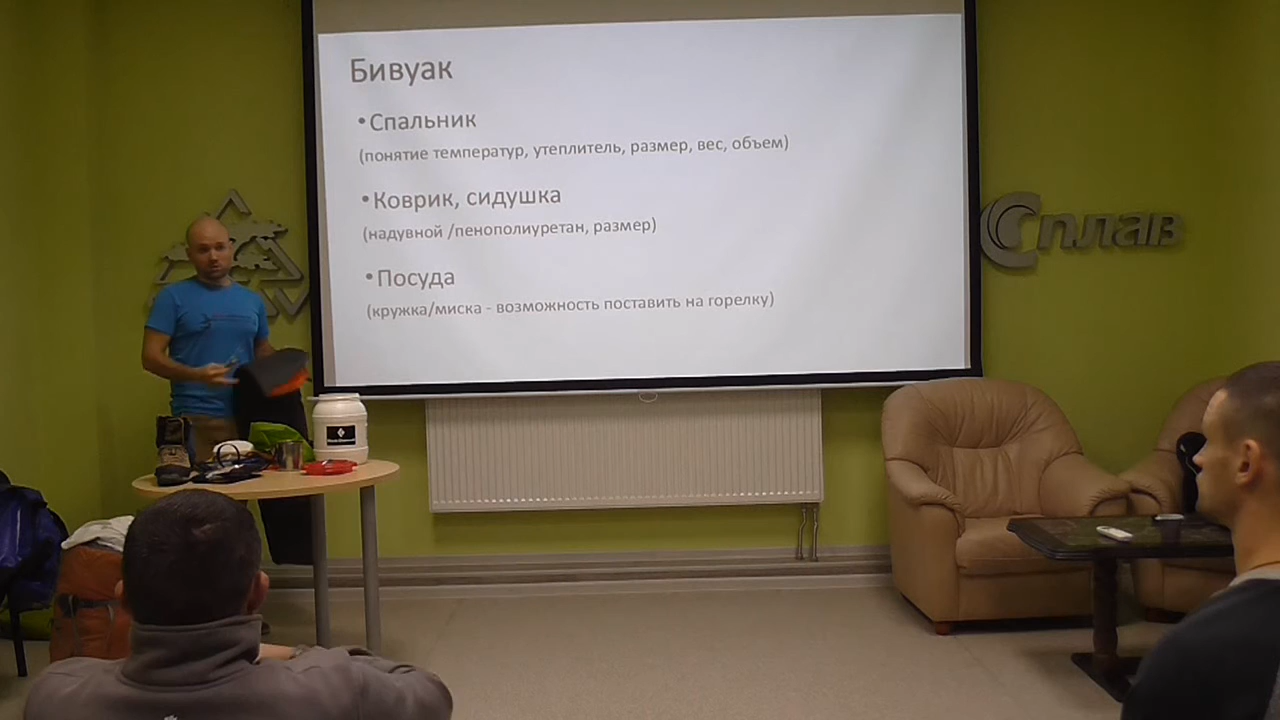 Бивуак
•Спальник
(понятие температур, утеплитель, размер, вес, объем)
•Коврик, сидушка
(надувной /пенополиуретан, размер)
•Посуда
(кружка/миска - возможность поставить на горелку)
Сплав